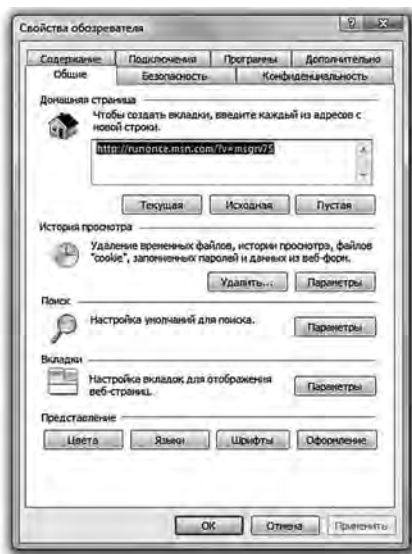 Свойства обозревателя
Содержание Подключения Программы Дополнительно
Общие Безопасность Конфиденциальность
Домашняя страница
Чтобы создать вкладки, введите каждый из адресов с
новой строки.
http://runonce.msn.com/?v=msgrv75
Текущая Исходная Пустая
История просмотра
Удаление временных файлов, истории просмотра, файлов
"cookie", запомненных паролей и данных из веб-форм.
Удалить... Параметры
Поиск
Настройка умолчаний для поиска.
Параметры
Вкладки
Настройка вкладок для отображения
веб-страниц.
Параметры
Представление
Цвета Языки Шрифты Оформление
ОК Отмена Применить